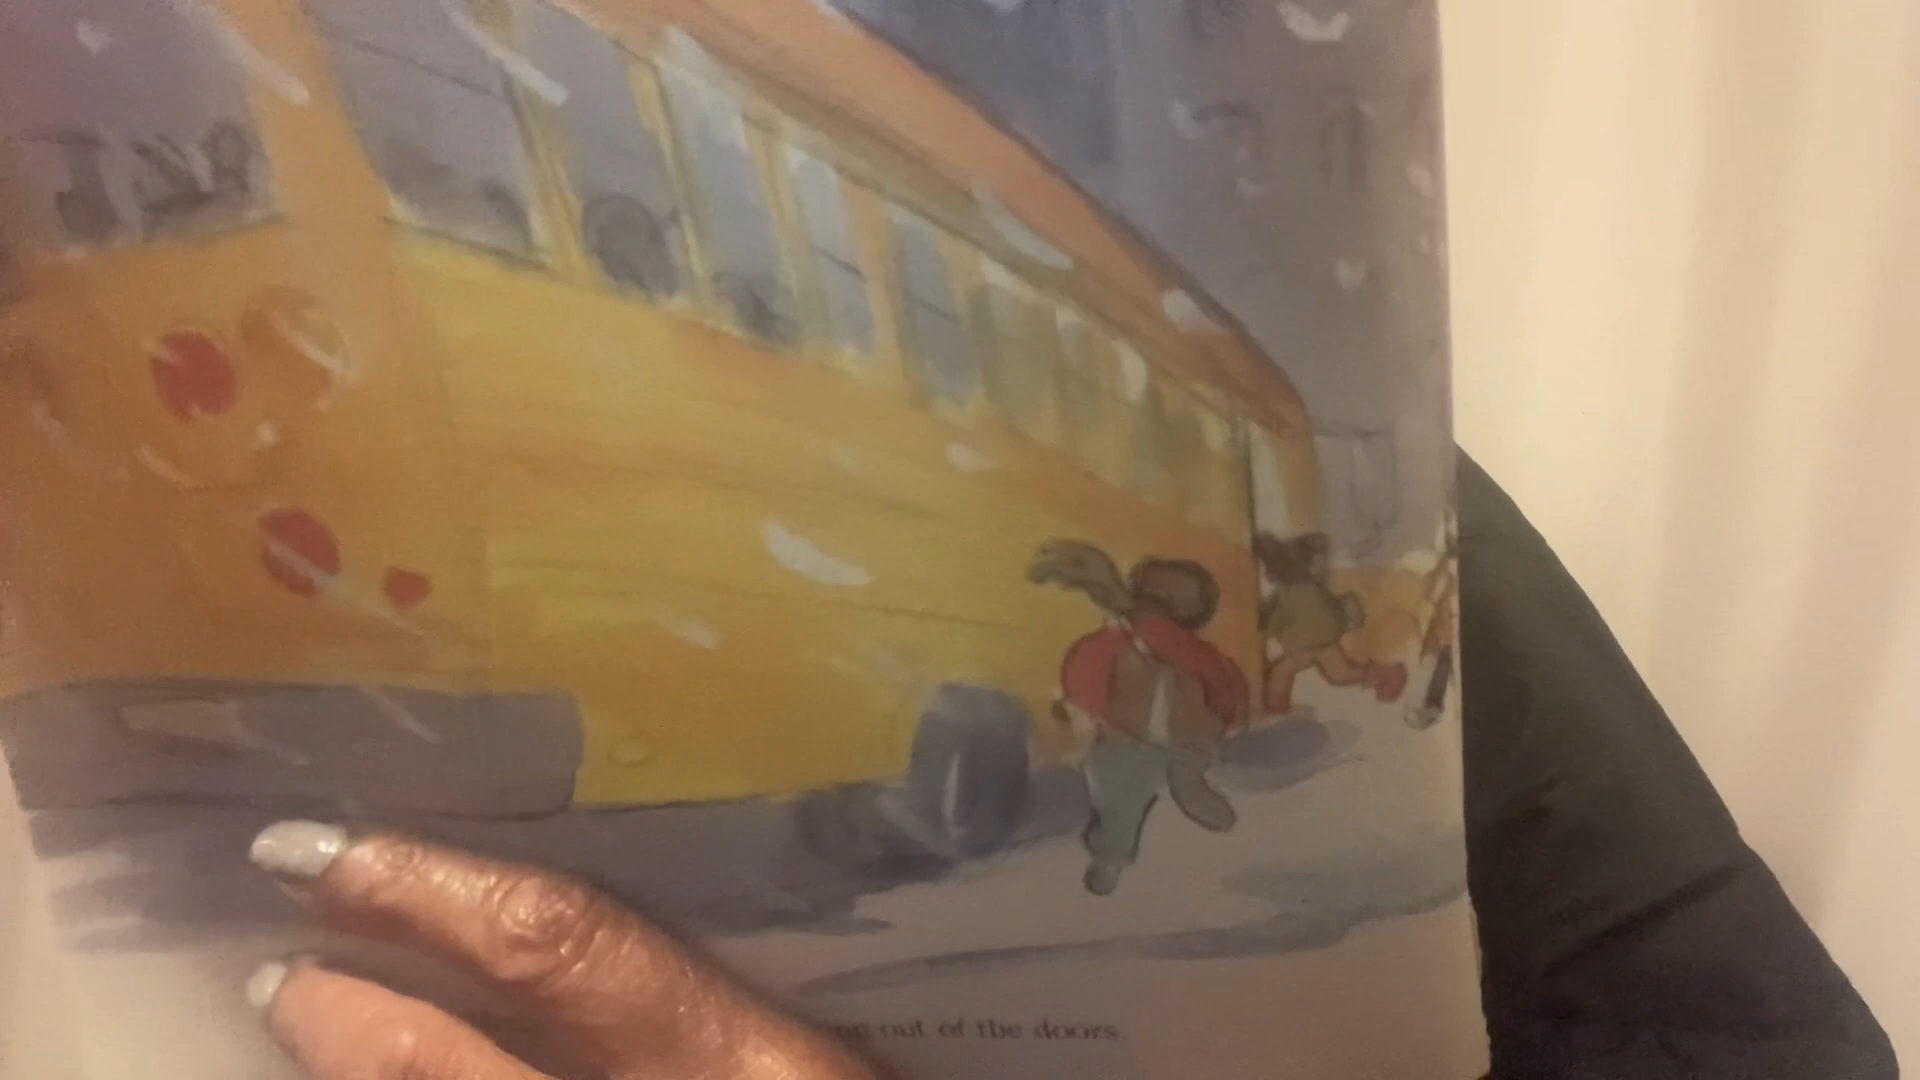 out of the doors.